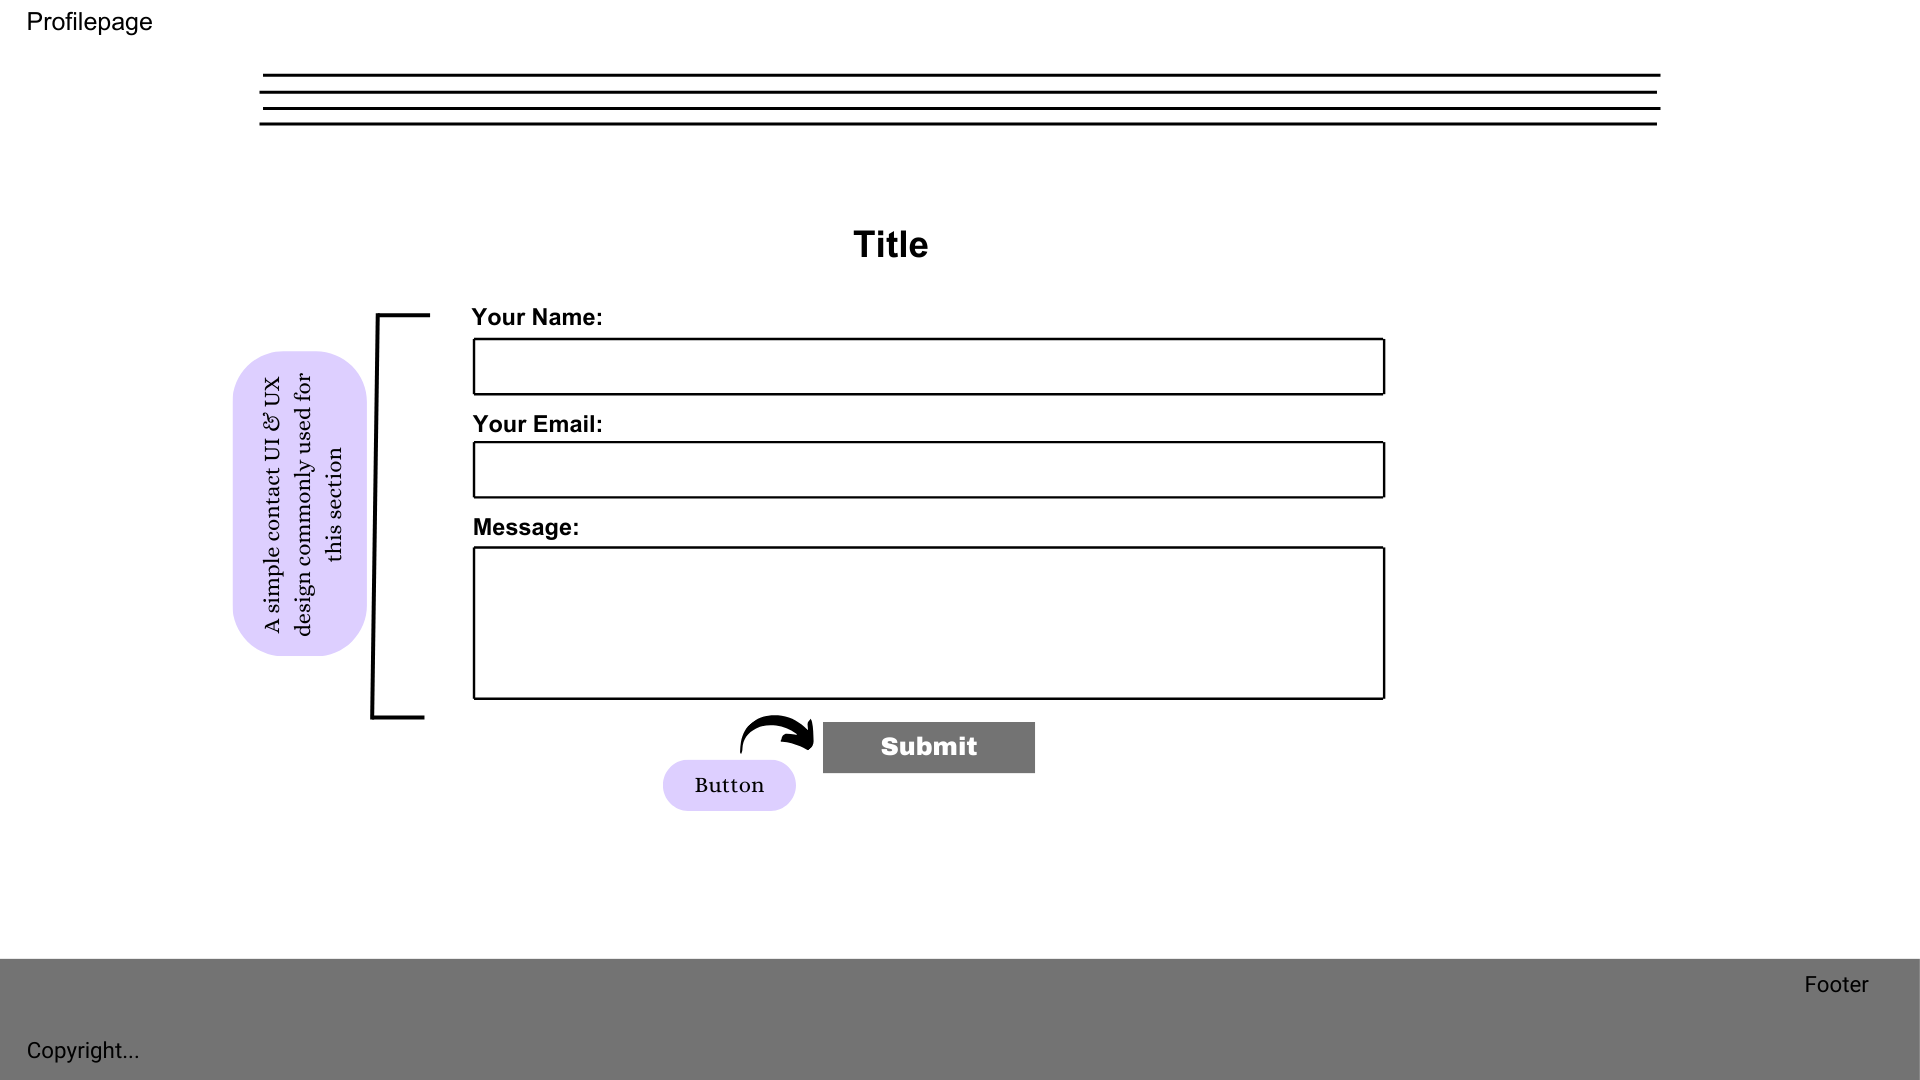 Profilepage
Title
Your Name:
Your Email:
Message:
A simple contact UI & UX
design commonly used for
this section
Submit
Button
Footer
Copyright...